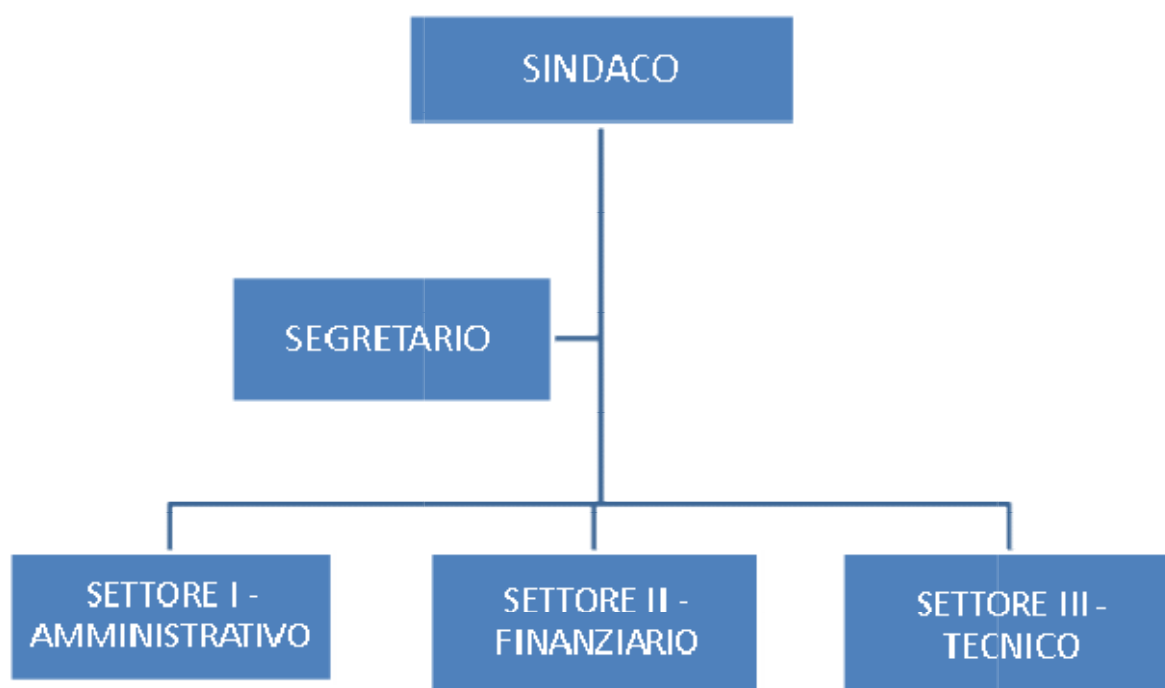 SINDACO
SEGRETARIO
SETTORE I -
AMMINISTRATIVO
SETTORE II -
FINANZIARIO
SETTORE III -
TECNICO